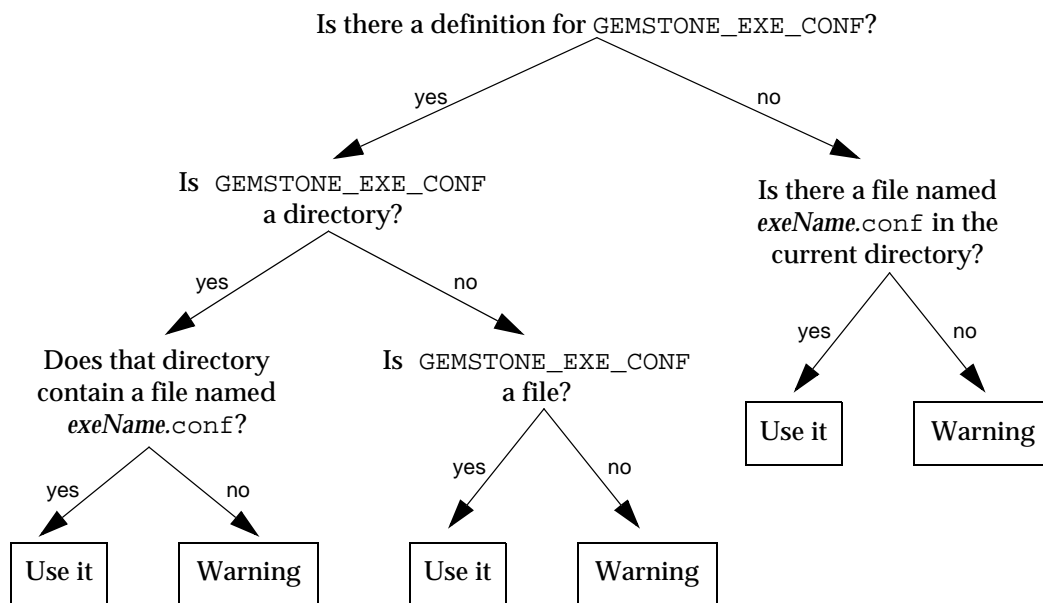 Is there a definition for GEMSTONE_EXE_CONF?
yes
no
Is GEMSTONE_EXE_CONF
a directory?
Is there a file named
exeName.conf in the
current directory?
yes
no
yes
no
Does that directory
contain a file named
exeName.conf?
Is GEMSTONE_EXE_CONF
a file?
Use it
Warning
yes
no
yes
no
Use it
Warning
Use it
Warning